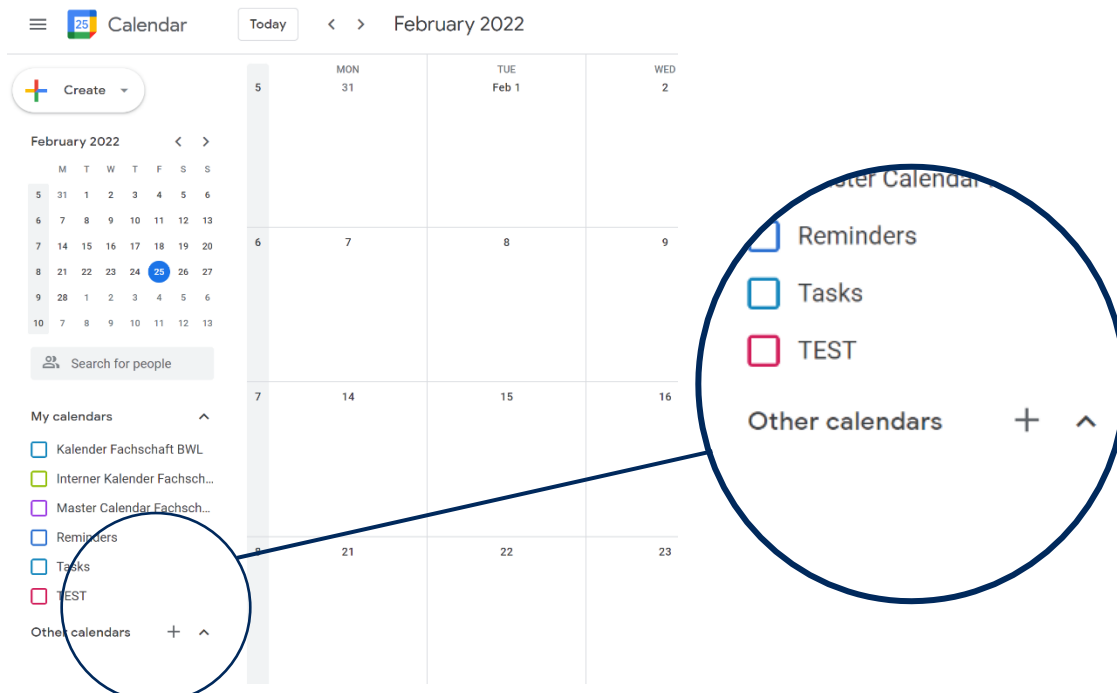 25 Calendar Today February 2022
Create
MON TUE WED
5 31 Feb 1 2
February 2022
M T W T F S S
5 31 1 2 3 4 5 6
6 7 8 9 10 11 12 13
7 14 15 16 17 18 19 20
8 21 22 23 24 25 26 27
9 28 1 2 3 4 5 6
10 7 8 9 10 11 12 13
Search for people
6 7 8 9
7 14 15 16
8 21 22 23
My calendars
Kalender Fachschaft BWL
Interner Kalender Fachsch...
Master Calendar Fachsch...
Reminders
Tasks
TEST
Other calendars
Calendar
Reminders
Tasks
TEST
Other calendars